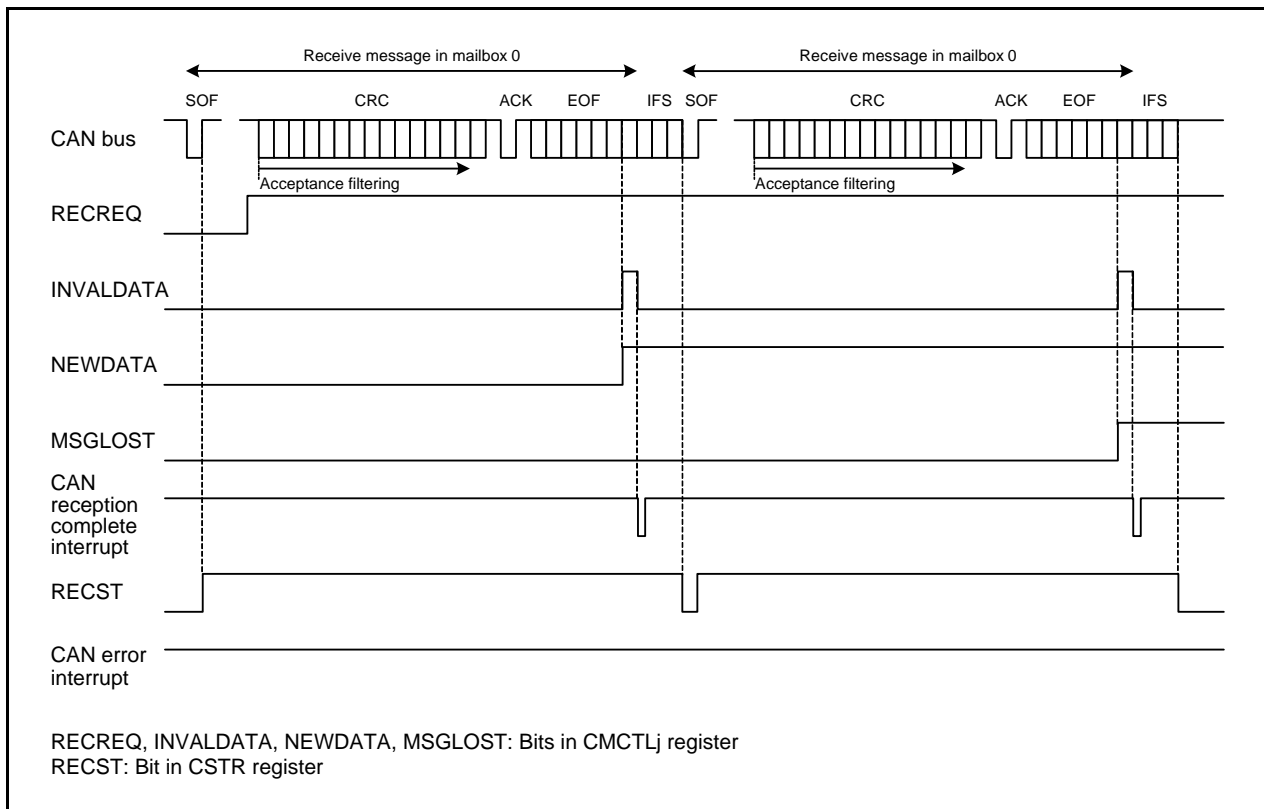 Receive message in mailbox 0 Receive message in mailbox 0
SOF CRC ACK EOF IFS SOF CRC ACK EOF IFS
CAN bus
Acceptance filtering Acceptance filtering
RECREQ
INVALDATA
NEWDATA
MSGLOST
CAN
reception
complete
interrupt
RECST
CAN error
interrupt
RECREQ, INVALDATA, NEWDATA, MSGLOST: Bits in CMCTLj register
RECST: Bit in CSTR register